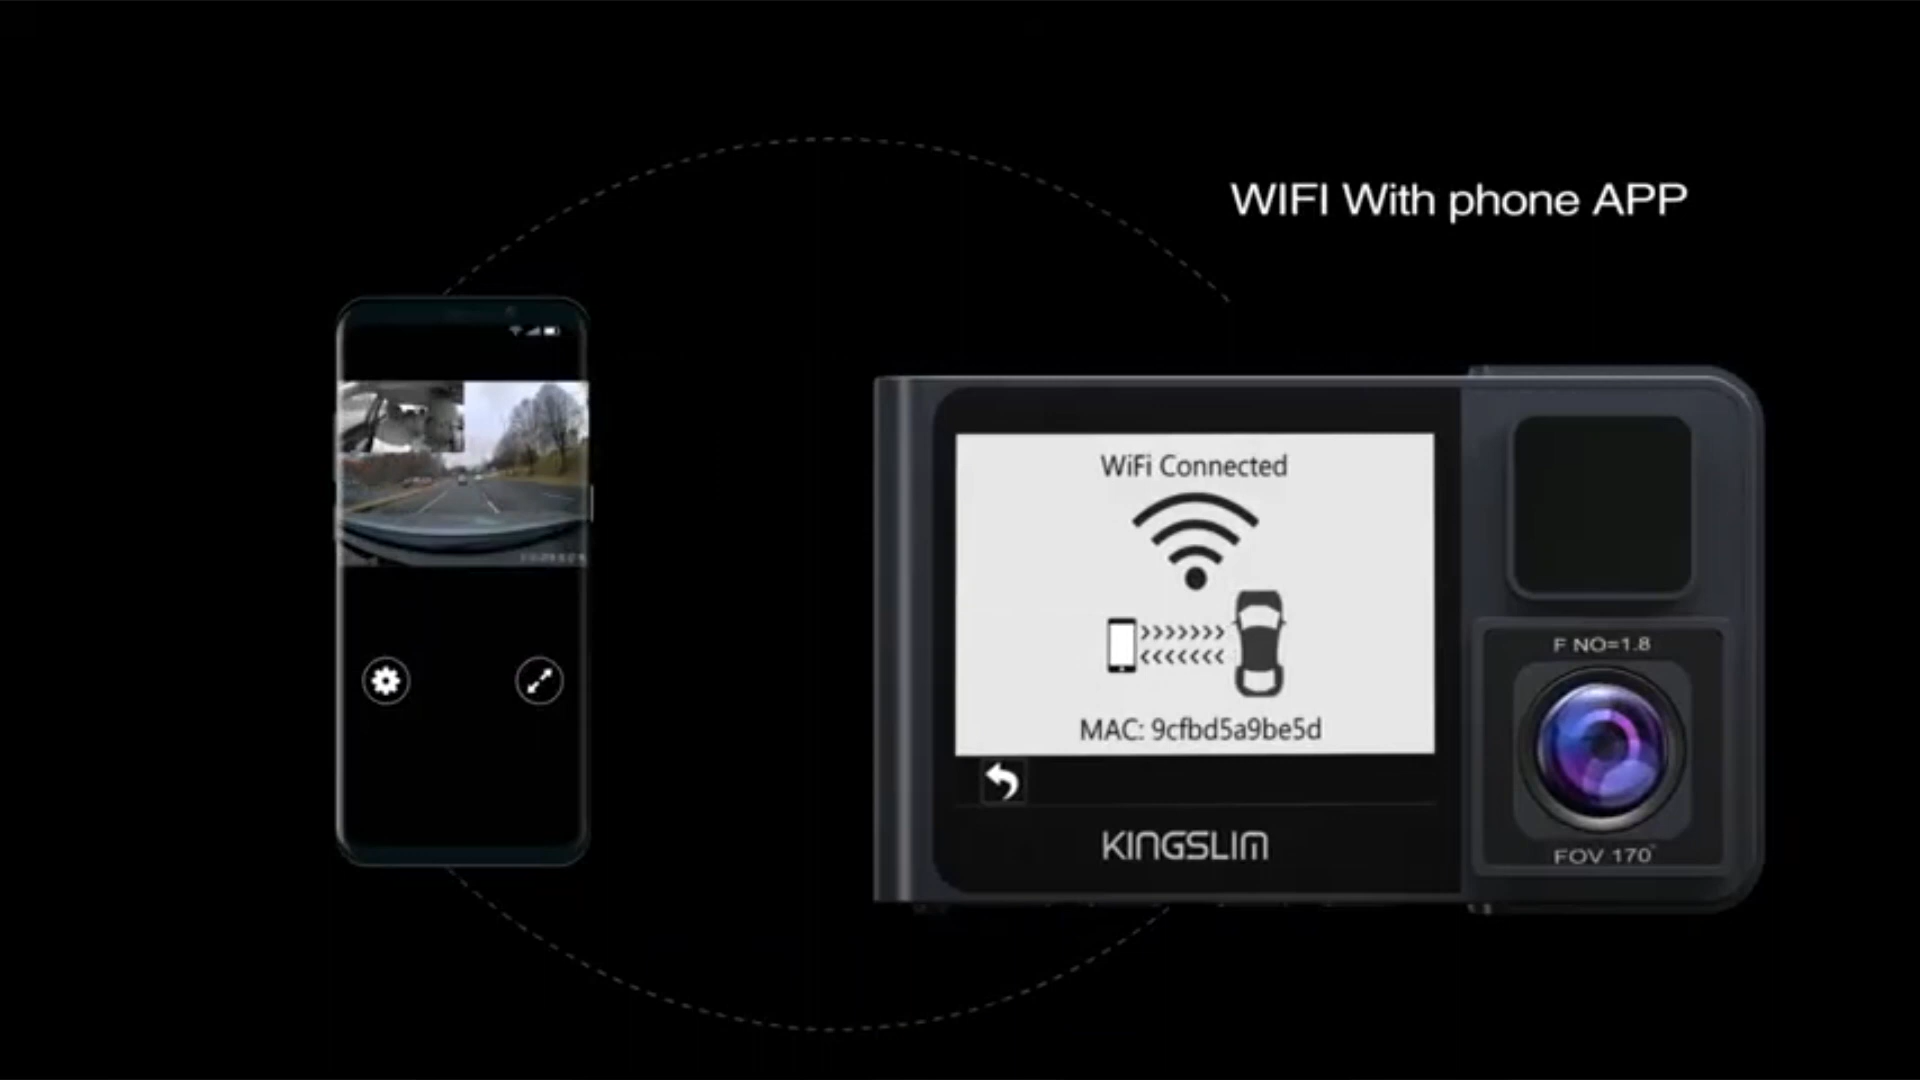 WIFI With phone APP
WiFi Connected
MAC: 9cfbd5a9be5d
KINGSLIM
F NO=1.8
FOV 170°